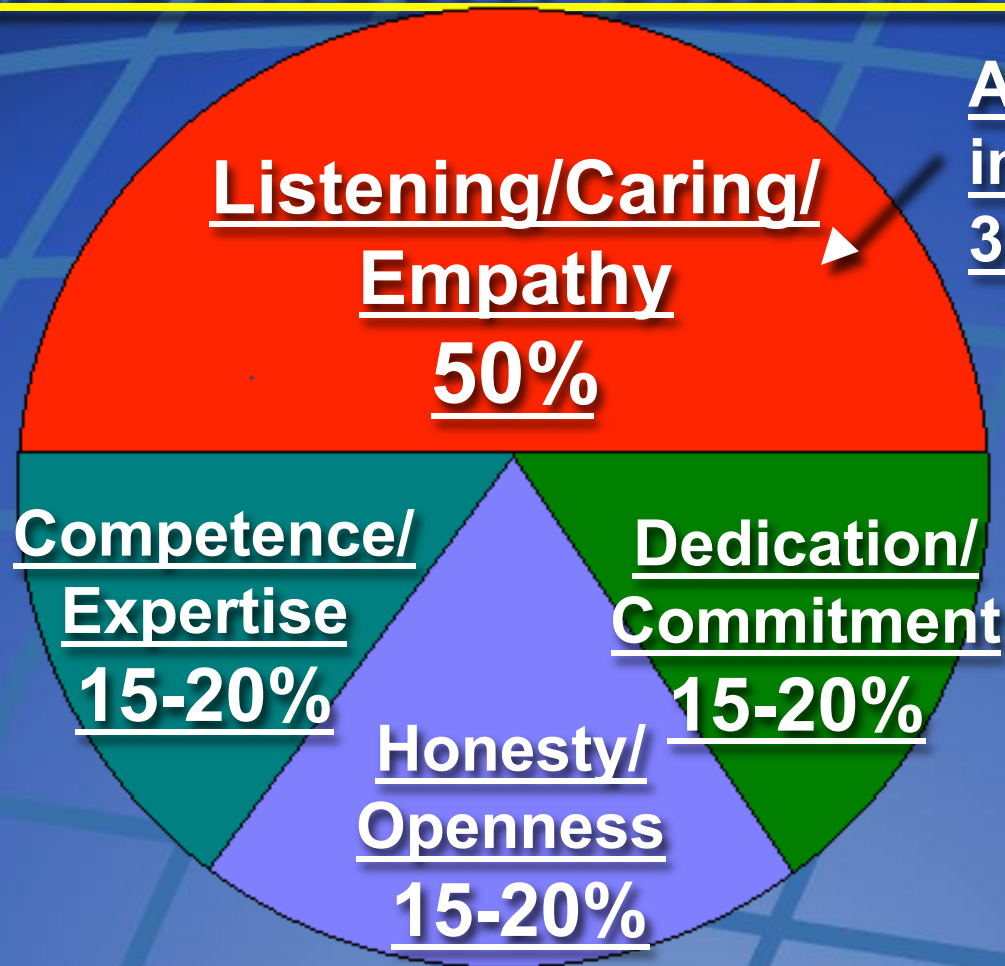 Listening/Caring/
Empathy
50%
Competence/
Expertise
15-20%
Honesty/
Openness
15-20%
Dedication/
Commitment
15-20%